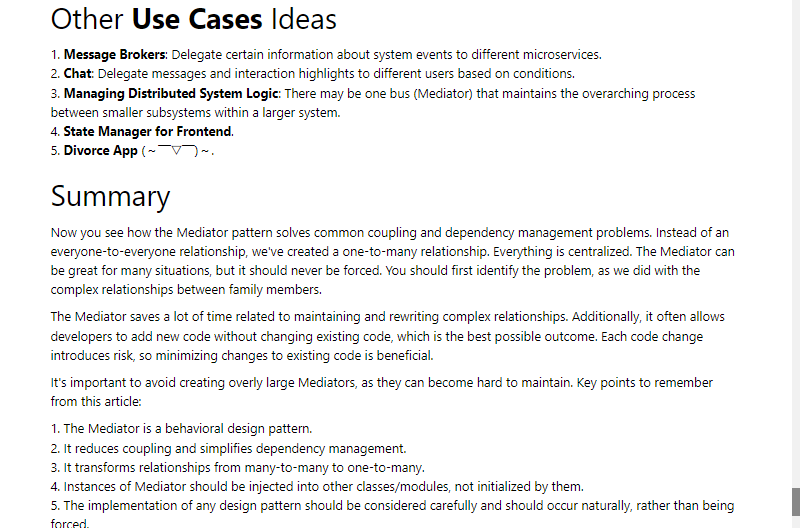 Other Use Cases Ideas
1. Message Brokers: Delegate certain information about system events to different microservices.
2. Chat: Delegate messages and interaction highlights to different users based on conditions.
3. Managing Distributed System Logic: There may be one bus (Mediator) that maintains the overarching process
between smaller subsystems within a larger system.
4. State Manager for Frontend.
5. Divorce App (~￣▽￣)~.
Summary
Now you see how the Mediator pattern solves common coupling and dependency management problems. Instead of an
everyone-to-everyone relationship, we've created a one-to-many relationship. Everything is centralized. The Mediator can
be great for many situations, but it should never be forced. You should first identify the problem, as we did with the
complex relationships between family members.
The Mediator saves a lot of time related to maintaining and rewriting complex relationships. Additionally, it often allows
developers to add new code without changing existing code, which is the best possible outcome. Each code change
introduces risk, so minimizing changes to existing code is beneficial.
It's important to avoid creating overly large Mediators, as they can become hard to maintain. Key points to remember
from this article:
1. The Mediator is a behavioral design pattern.
2. It reduces coupling and simplifies dependency management.
3. It transforms relationships from many-to-many to one-to-many.
4. Instances of Mediator should be injected into other classes/modules, not initialized by them.
5. The implementation of any design pattern should be considered carefully and should occur naturally, rather than being
forced.